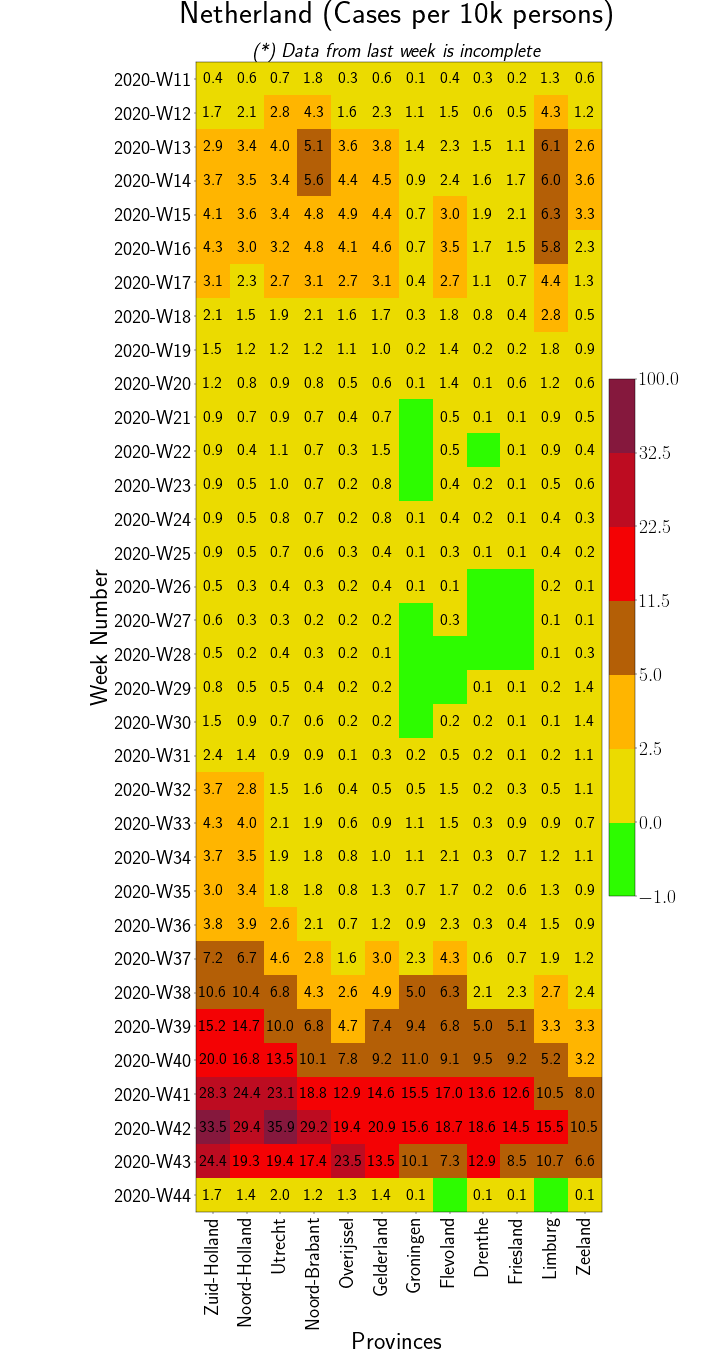 Netherland (Cases per 10k persons)
(*) Data from last week is incomplete
2020-W11 0.4 0.6 0.7 1.8 0.3 0.6 0.1 0.4 0.3 0.2 1.3 0.6
2020-W12 1.7 2.1 2.8 4.3 1.6 2.3 1.1 1.5 0.6 0.5 4.3 1.2
2020-W13 2.9 3.4 4.0 5.1 3.6 3.8 1.4 2.3 1.5 1.1 6.1 2.6
2020-W14 3.7 3.5 3.4 5.6 4.4 4.5 0.9 2.4 1.6 1.7 6.0 3.6
2020-W15 4.1 3.6 3.4 4.8 4.9 4.4 0.7 3.0 1.9 2.1 6.3 3.3
2020-W16 4.3 3.0 3.2 4.8 4.1 4.6 0.7 3.5 1.7 1.5 5.8 2.3
2020-W17 3.1 2.3 2.7 3.1 2.7 3.1 0.4 2.7 1.1 0.7 4.4 1.3
2020-W18 2.1 1.5 1.9 2.1 1.6 1.7 0.3 1.8 0.8 0.4 2.8 0.5
2020-W19 1.5 1.2 1.2 1.2 1.1 1.0 0.2 1.4 0.2 0.2 1.8 0.9
2020-W20 1.2 0.8 0.9 0.8 0.5 0.6 0.1 1.4 0.1 0.6 1.2 0.6
2020-W21 0.9 0.7 0.9 0.7 0.4 0.7 0.5 0.1 0.1 0.9 0.5
2020-W22 0.9 0.4 1.1 0.7 0.3 1.5 0.5 0.1 0.9 0.4
2020-W23 0.9 0.5 1.0 0.7 0.2 0.8 0.4 0.2 0.1 0.5 0.6
2020-W24 0.9 0.5 0.8 0.7 0.2 0.8 0.1 0.4 0.2 0.1 0.4 0.3
2020-W25 0.9 0.5 0.7 0.6 0.3 0.4 0.1 0.3 0.1 0.1 0.4 0.2
2020-W26 0.5 0.3 0.4 0.3 0.2 0.4 0.1 0.1 0.2 0.1
2020-W27 0.6 0.3 0.3 0.2 0.2 0.2 0.3 0.1 0.1
2020-W28 0.5 0.2 0.4 0.3 0.2 0.1 0.1 0.3
2020-W29 0.8 0.5 0.5 0.4 0.2 0.2 0.1 0.1 0.2 1.4
2020-W30 1.5 0.9 0.7 0.6 0.2 0.2 0.2 0.2 0.1 0.1 1.4
2020-W31 2.4 1.4 0.9 0.9 0.1 0.3 0.2 0.5 0.2 0.1 0.2 1.1
2020-W32 3.7 2.8 1.5 1.6 0.4 0.5 0.5 1.5 0.2 0.3 0.5 1.1
2020-W33 4.3 4.0 2.1 1.9 0.6 0.9 1.1 1.5 0.3 0.9 0.9 0.7
2020-W34 3.7 3.5 1.9 1.8 0.8 1.0 1.1 2.1 0.3 0.7 1.2 1.1
2020-W35 3.0 3.4 1.8 1.8 0.8 1.3 0.7 1.7 0.2 0.6 1.3 0.9
2020-W36 3.8 3.9 2.6 2.1 0.7 1.2 0.9 2.3 0.3 0.4 1.5 0.9
2020-W37 7.2 6.7 4.6 2.8 1.6 3.0 2.3 4.3 0.6 0.7 1.9 1.2
2020-W38 10.6 10.4 6.8 4.3 2.6 4.9 5.0 6.3 2.1 2.3 2.7 2.4
2020-W39 15.2 14.7 10.0 6.8 4.7 7.4 9.4 6.8 5.0 5.1 3.3 3.3
2020-W40 20.0 16.8 13.5 10.1 7.8 9.2 11.0 9.1 9.5 9.2 5.2 3.2
2020-W41 28.3 24.4 23.1 18.8 12.9 14.6 15.5 17.0 13.6 12.6 10.5 8.0
2020-W42 33.5 29.4 35.9 29.2 19.4 20.9 15.6 18.7 18.6 14.5 15.5 10.5
2020-W43 24.4 19.3 19.4 17.4 23.5 13.5 10.1 7.3 12.9 8.5 10.7 6.6
2020-W44 1.7 1.4 2.0 1.2 1.3 1.4 0.1 0.1 0.1 0.1
Week Number
Zuid-Holland
Noord-Holland
Utrecht
Noord-Brabant
Overijssel
Gelderland
Groningen
Flevoland
Drenthe
Friesland
Limburg
Zeeland
Provinces
100.0
32.5
22.5
11.5
5.0
2.5
0.0
−1.0